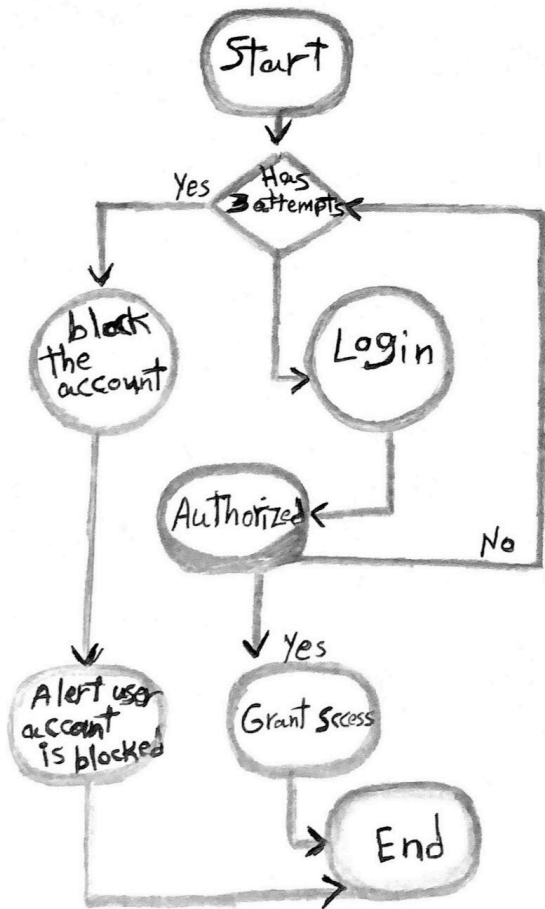 Start
Yes
Has
3 attempts
block
the
account
Login
Authorized
No
Yes
Alert user
account
is blocked
Grant sccess
End